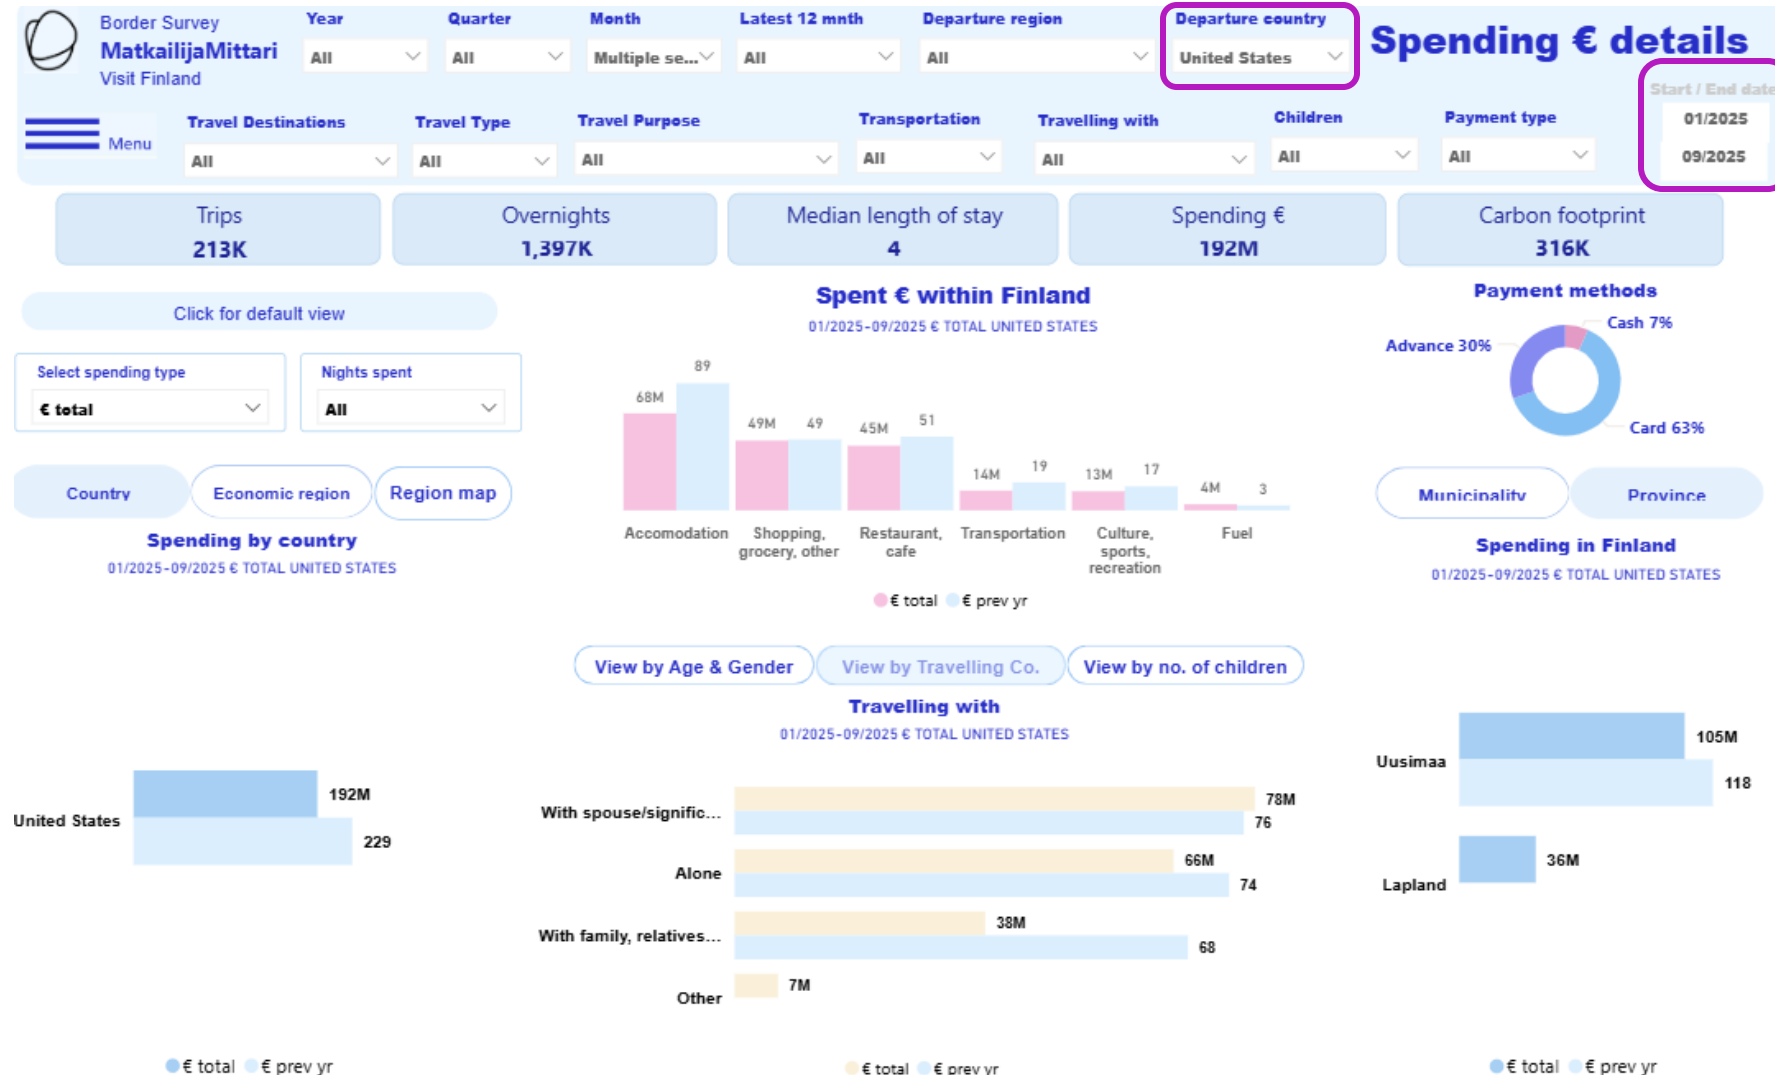 Border Survey
MatkailijaMittari
Visit Finland
Menu
Year
All
Quarter
All
Month
Multiple se...
Latest 12 mnth
All
Departure region
All
Departure country
United States
Spending € details
Start / End date
01/2025
09/2025
Travel Destinations
All
Travel Type
All
Travel Purpose
All
Transportation
All
Travelling with
All
Children
All
Payment type
All
Trips
213K
Overnights
1,397K
Median length of stay
4
Spending €
192M
Carbon footprint
316K
Click for default view
Select spending type
€ total
Nights spent
All
Country
Economic region
Region map
Spending by country
01/2025-09/2025 € TOTAL UNITED STATES
United States
192M
229
€ total € prev yr
Spent € within Finland
01/2025-09/2025 € TOTAL UNITED STATES
68M
89
49M
49
45M
51
14M
19
13M
17
4M
3
Accomodation
Shopping,
grocery, other
Restaurant,
cafe
Transportation
Culture,
sports,
recreation
Fuel
€ total € prev yr
View by Age & Gender
View by Travelling Co.
View by no. of children
Travelling with
01/2025-09/2025 € TOTAL UNITED STATES
With spouse/signific...
78M
76
Alone
66M
74
With family, relatives...
38M
68
Other
7M
€ total € prev yr
Payment methods
Cash 7%
Advance 30%
Card 63%
Municipality
Province
Spending in Finland
01/2025-09/2025 € TOTAL UNITED STATES
Uusimaa
105M
118
Lapland
36M
€ total € prev yr